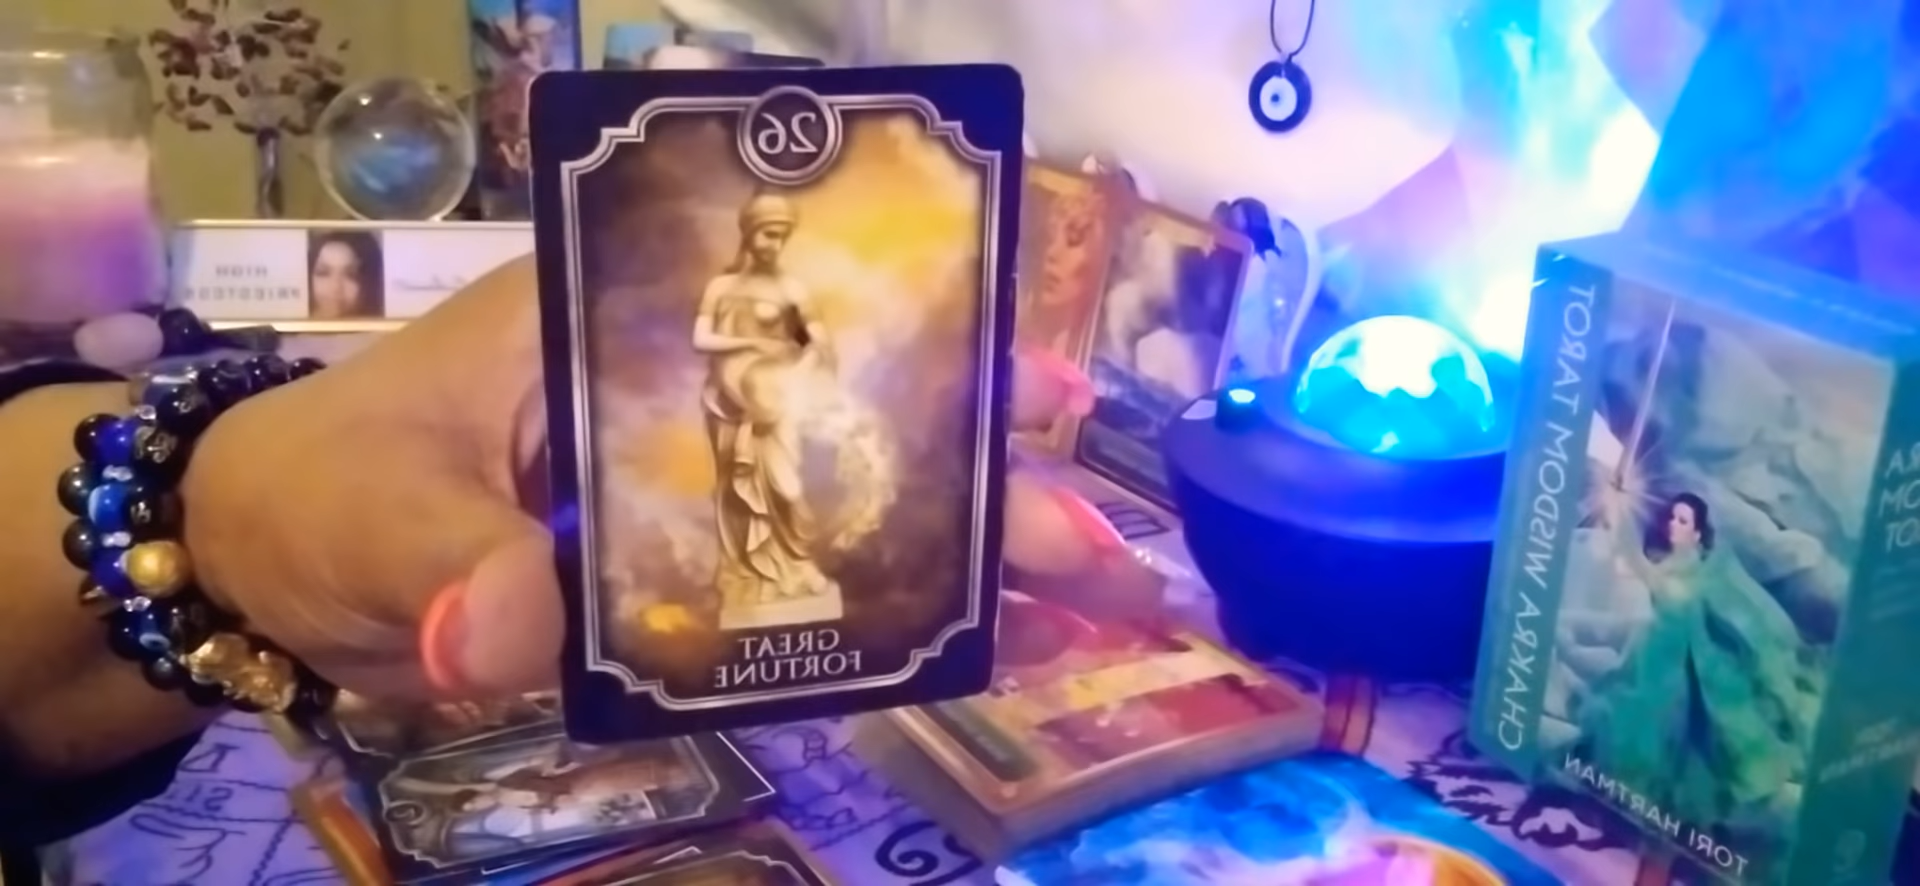 26
GREAT
FORTUNE
HIGH
PRIESTESS
CHAKRA WISDOM TAROT
TORI HARTMAN